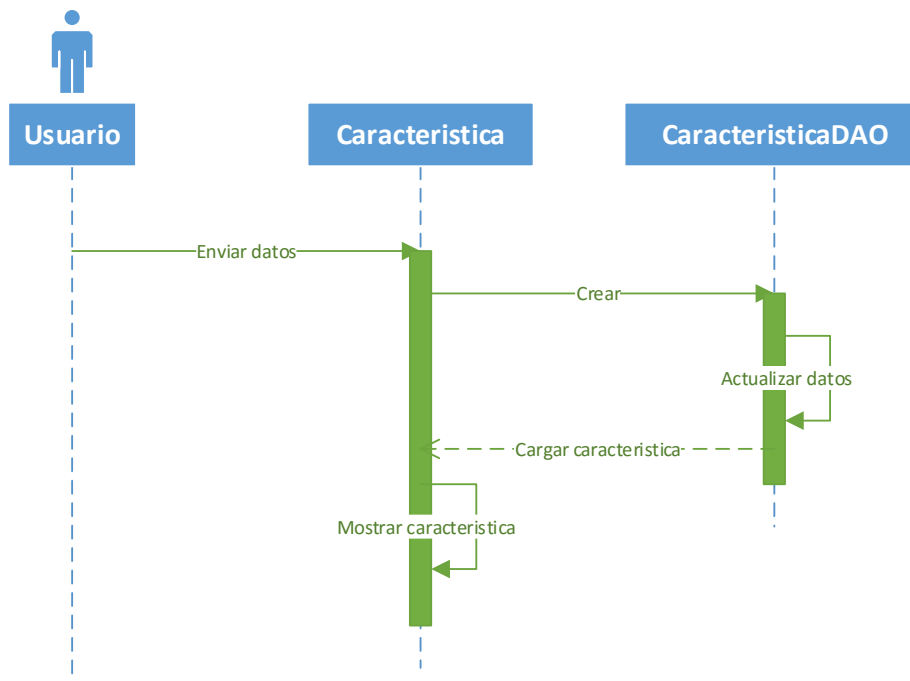 Usuario
Caracteristica
CaracteristicaDAO
Enviar datos
Crear
Actualizar datos
Cargar caracteristica
Mostrar caracteristica